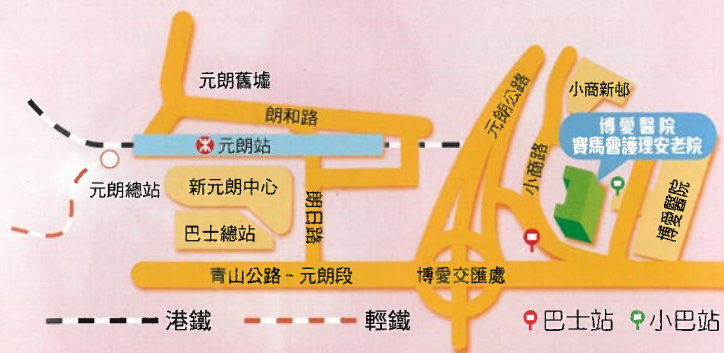 元朗舊墟
朗和路
元朗站
元朗總站
新元朗中心
巴士總站
朗日路
青山公路 - 元朗段
博愛交匯處
元朗公路
小商路
小商新邨
博愛醫院
賽馬會護理安老院
博愛醫院
港鐵
輕鐵
巴士站
小巴站